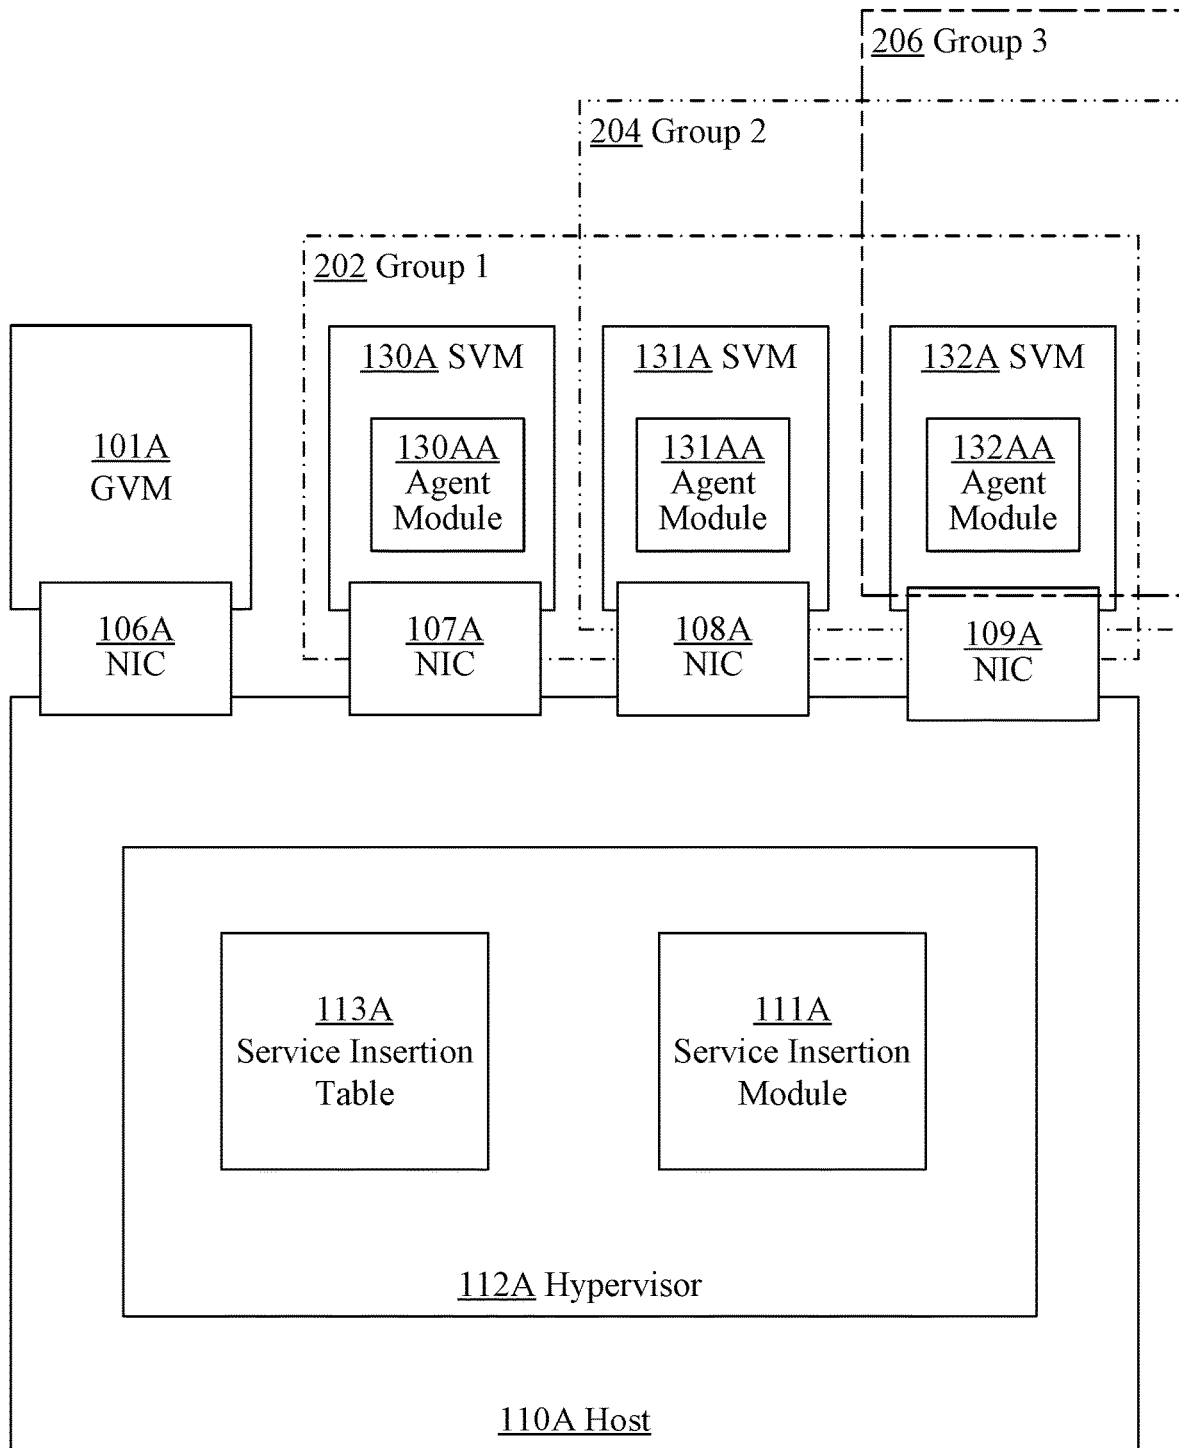 206 Group 3
204 Group 2
202 Group 1
130A SVM
131A SVM
132A SVM
101A
GVM
130AA
Agent
Module
131AA
Agent
Module
132AA
Agent
Module
106A
NIC
107A
NIC
108A
NIC
109A
NIC
113A
Service Insertion
Table
111A
Service Insertion
Module
112A Hypervisor
110A Host